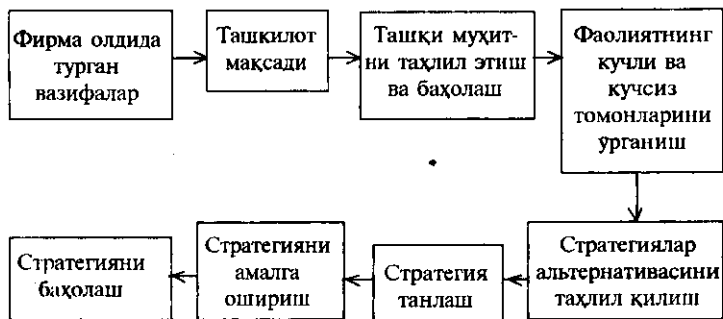 Фирма олдида
турган
вазифалар
Ташкилот
мақсади
Ташқи муҳит-
ни таҳлил этиш
ва баҳолаш
Фаолиятнинг
кучли ва
кучсиз
томонларини
ўрганиш
Стратегиялар
альтернативасини
таҳлил қилиш
Стратегия
танлаш
Стратегияни
амалга
ошириш
Стратегияни
баҳолаш